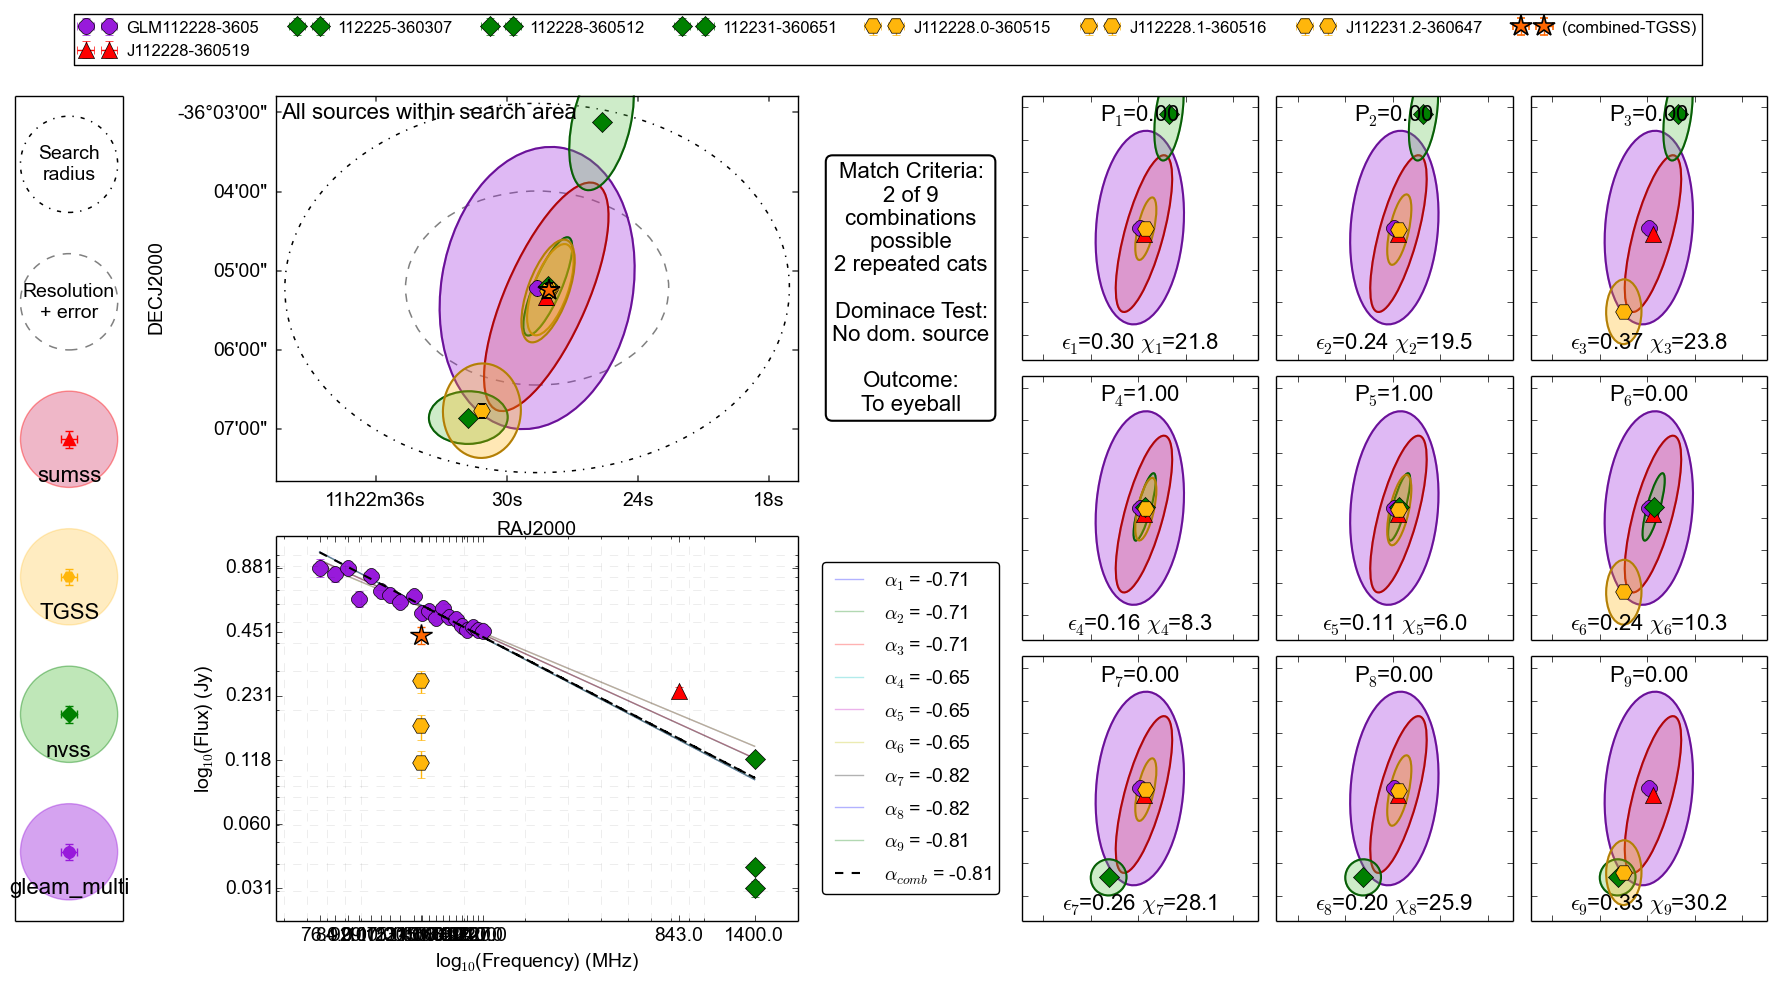 GLM112228-3605 112225-360307 112228-360512 112231-360651 J112228.0-360515 J112228.1-360516 J112231.2-360647 (combined-TGSS)
J112228-360519
Search
radius
Resolution
+ error
sumss
TGSS
nvss
gleam_multi
All sources within search area
-36°03'00"
04'00"
05'00"
06'00"
07'00"
DECJ2000
11h22m36s 30s 24s 18s
RAJ2000
Match Criteria:
2 of 9
combinations
possible
2 repeated cats
Dominace Test:
No dom. source
Outcome:
To eyeball
0.881
0.451
0.231
0.118
0.060
0.031
log10(Flux) (Jy)
843.0 1400.0
log10(Frequency) (MHz)
α1 = -0.71
α2 = -0.71
α3 = -0.71
α4 = -0.65
α5 = -0.65
α6 = -0.65
α7 = -0.82
α8 = -0.82
α9 = -0.81
αcomb = -0.81
P1=0.00 P2=0.00 P3=0.00
ϵ1=0.30 χ1=21.8 ϵ2=0.24 χ2=19.5 ϵ3=0.37 χ3=23.8
P4=1.00 P5=1.00 P6=0.00
ϵ4=0.16 χ4=8.3 ϵ5=0.11 χ5=6.0 ϵ6=0.24 χ6=10.3
P7=0.00 P8=0.00 P9=0.00
ϵ7=0.26 χ7=28.1 ϵ8=0.20 χ8=25.9 ϵ9=0.33 χ9=30.2